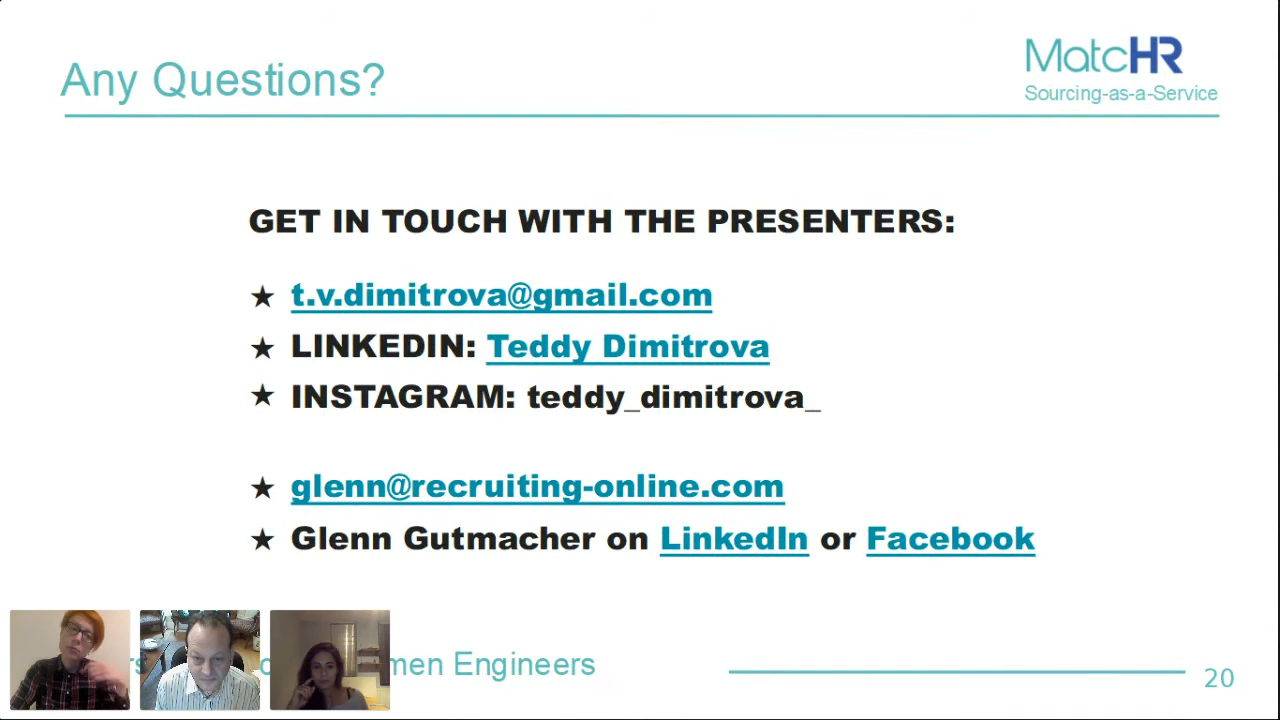 Any Questions?
MatcHR
Sourcing-as-a-Service
GET IN TOUCH WITH THE PRESENTERS:
★ t.v.dimitrova@gmail.com
★ LINKEDIN: Teddy Dimitrova
★ INSTAGRAM: teddy_dimitrova_
★ glenn@recruiting-online.com
★ Glenn Gutmacher on LinkedIn or Facebook
Engineers
20